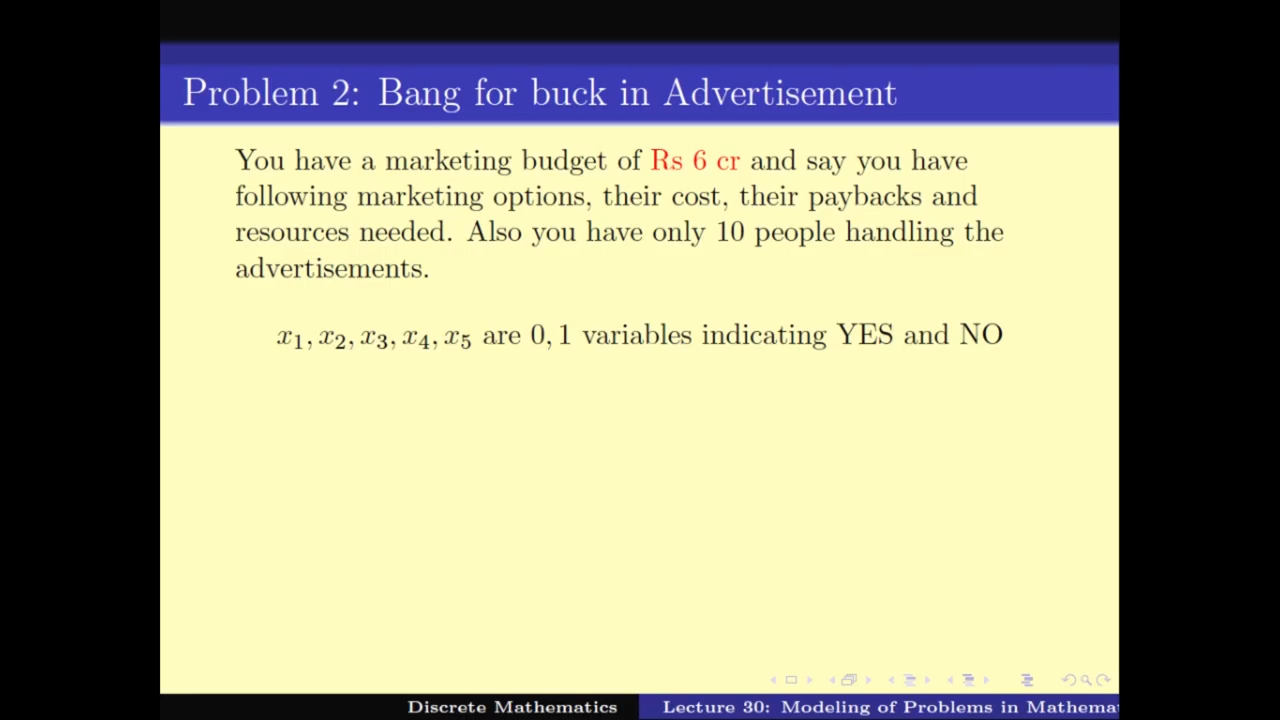 Problem 2: Bang for buck in Advertisement
You have a marketing budget of Rs 6 cr and say you have
following marketing options, their cost, their paybacks and
resources needed. Also you have only 10 people handling the
advertisements.
x₁, x₂, x₃, x₄, x₅ are 0, 1 variables indicating YES and NO
Discrete Mathematics
Lecture 30: Modeling of Problems in Mathema